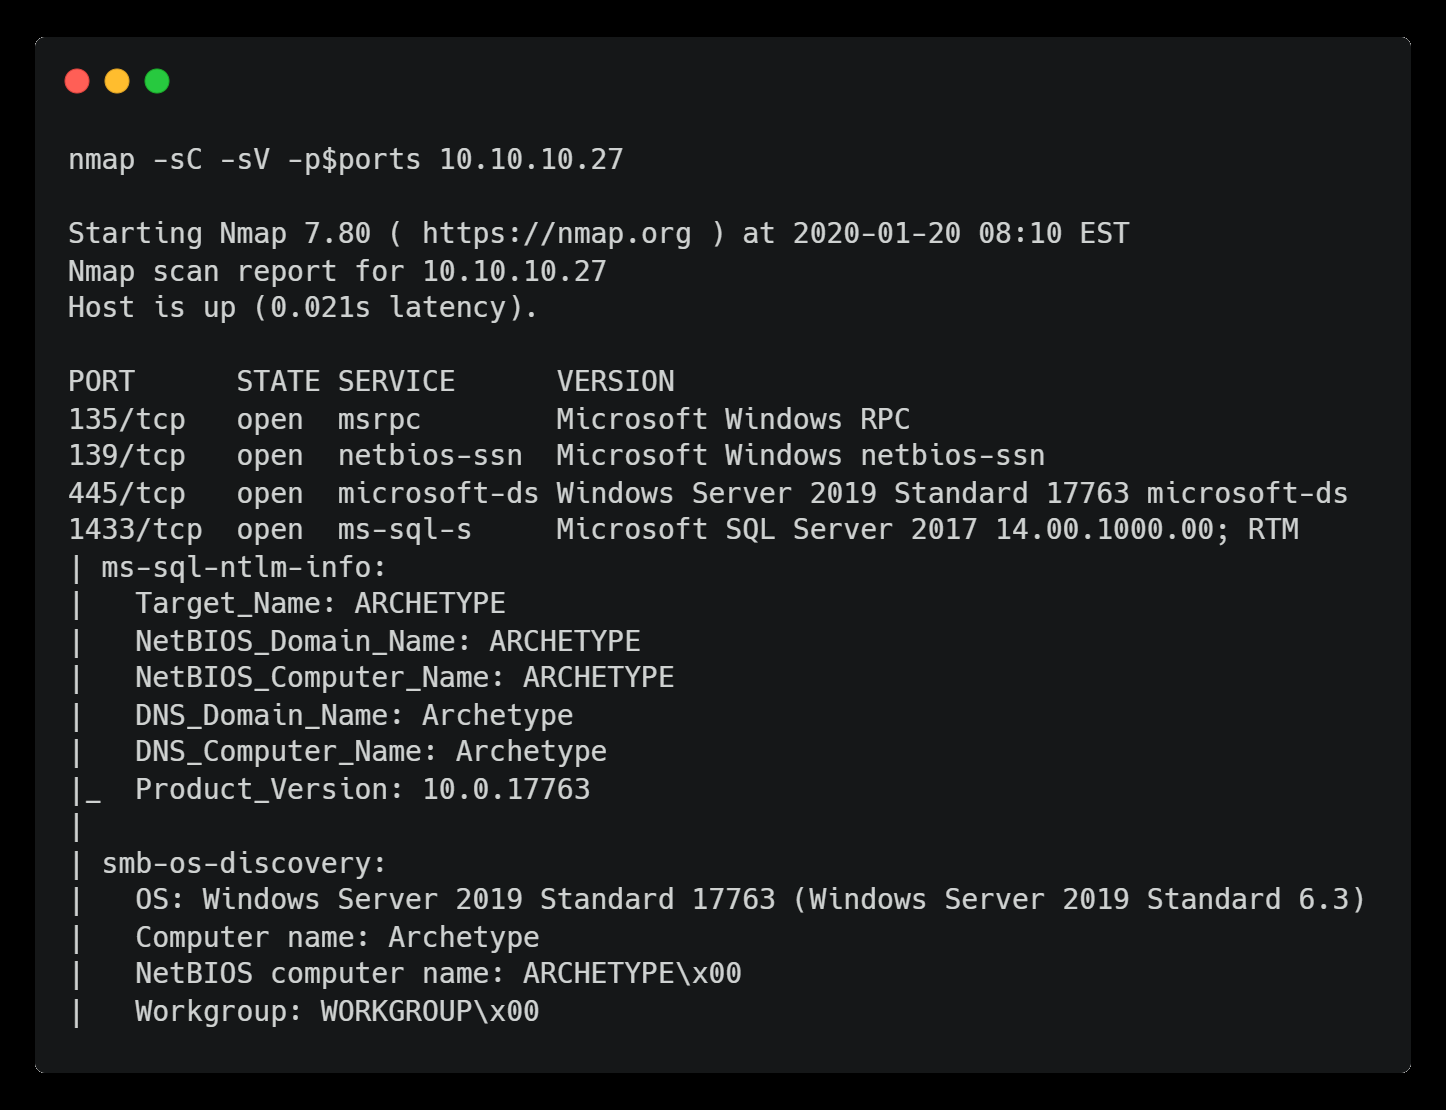 nmap -sC -sV -p$ports 10.10.10.27
Starting Nmap 7.80 ( https://nmap.org ) at 2020-01-20 08:10 EST
Nmap scan report for 10.10.10.27
Host is up (0.021s latency).
PORT      STATE SERVICE      VERSION
135/tcp   open  msrpc        Microsoft Windows RPC
139/tcp   open  netbios-ssn  Microsoft Windows netbios-ssn
445/tcp   open  microsoft-ds Windows Server 2019 Standard 17763 microsoft-ds
1433/tcp  open  ms-sql-s     Microsoft SQL Server 2017 14.00.1000.00; RTM
| ms-sql-ntlm-info:
|   Target_Name: ARCHETYPE
|   NetBIOS_Domain_Name: ARCHETYPE
|   NetBIOS_Computer_Name: ARCHETYPE
|   DNS_Domain_Name: Archetype
|   DNS_Computer_Name: Archetype
|_  Product_Version: 10.0.17763
|
| smb-os-discovery:
|   OS: Windows Server 2019 Standard 17763 (Windows Server 2019 Standard 6.3)
|   Computer name: Archetype
|   NetBIOS computer name: ARCHETYPE\x00
|   Workgroup: WORKGROUP\x00